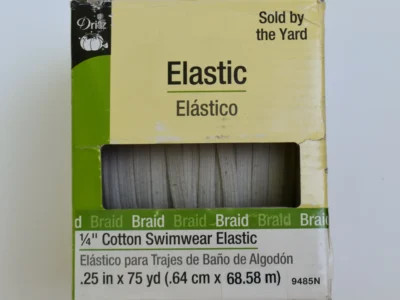 Dritz
Sold by
the Yard
Elastic
Elástico
d Braid Braid Braid Braid Braid Brai
¼" Cotton Swimwear Elastic
Elástico para Trajes de Baño de Algodón
.25 in x 75 yd (.64 cm x 68.58 m)
9485N